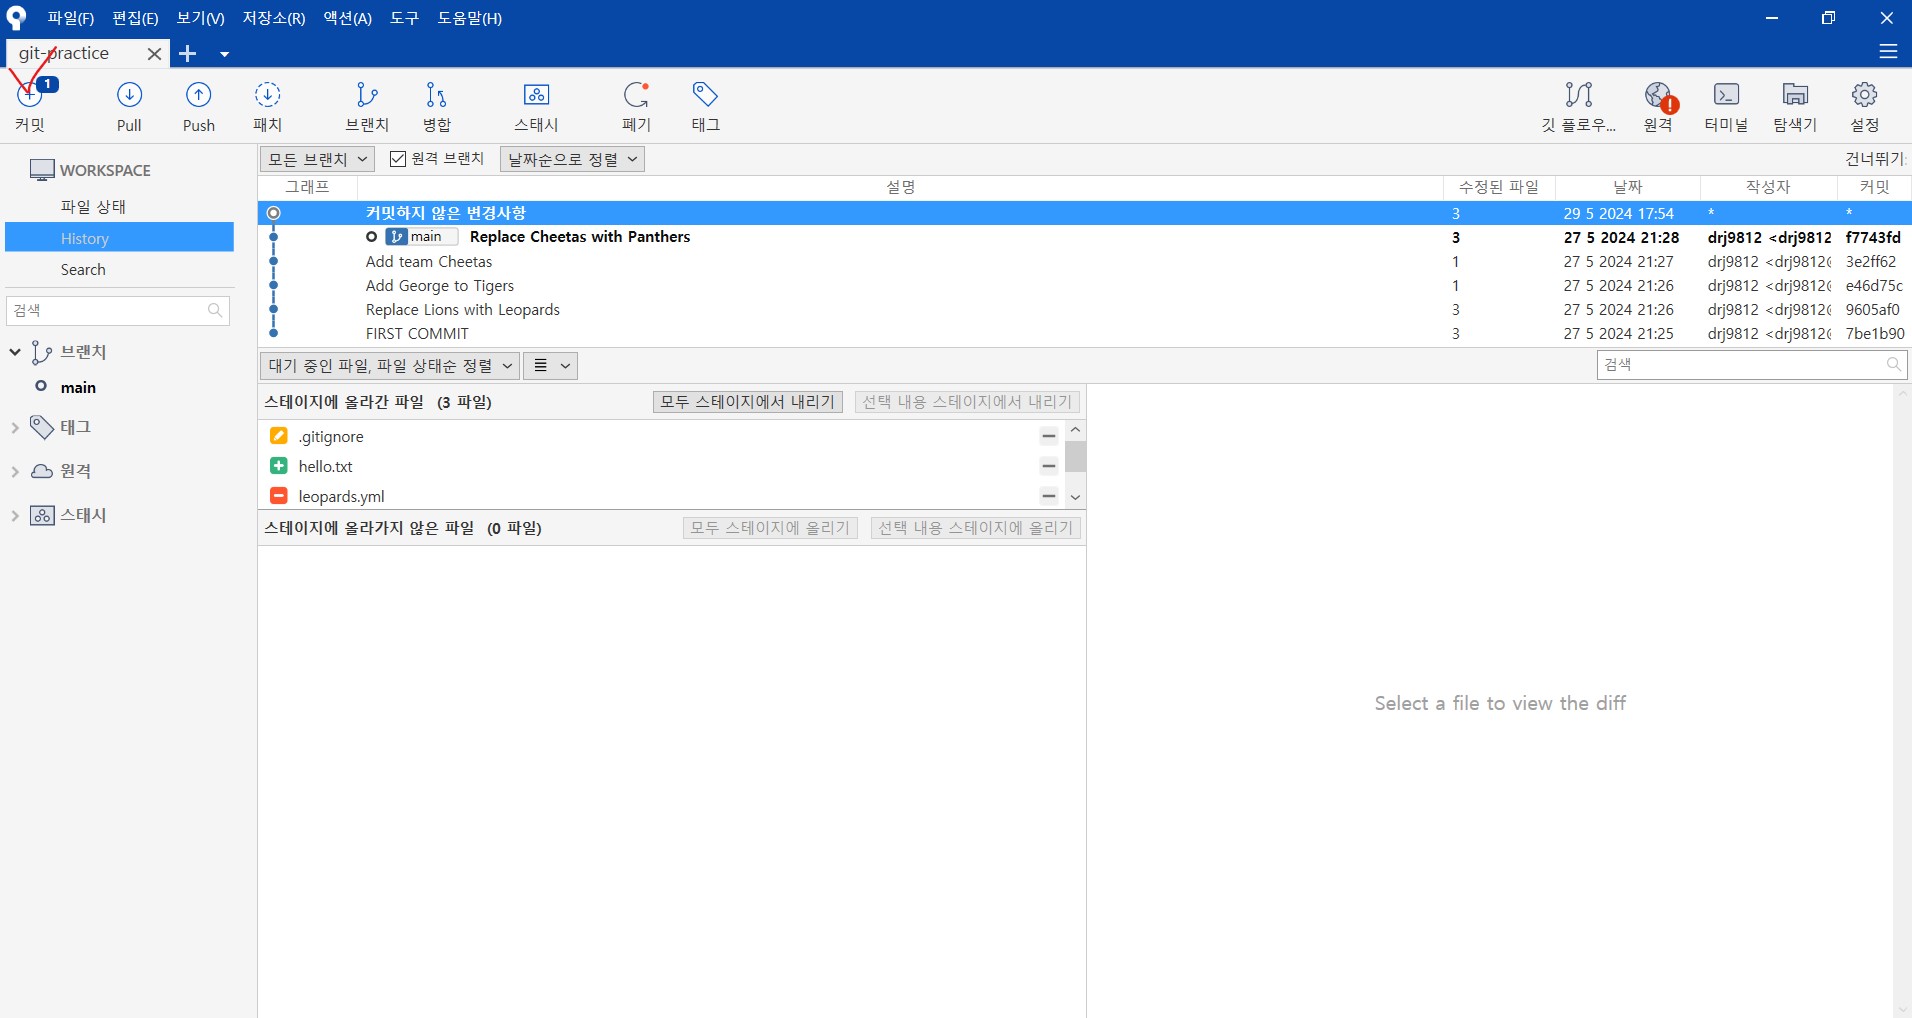 파일(F) 편집(E) 보기(V) 저장소(R) 액션(A) 도구 도움말(H)
git-practice
1
커밋 Pull Push 패치 브랜치 병합 스태시 폐기 태그 깃 플로우... 원격 터미널 탐색기 설정
WORKSPACE
파일 상태
History
Search
검색
브랜치
main
태그
원격
스태시
모든 브랜치 원격 브랜치 날짜순으로 정렬 건너뛰기:
그래프 설명 수정된 파일 날짜 작성자 커밋
커밋하지 않은 변경사항 3 29 5 2024 17:54 * *
main Replace Cheetas with Panthers 3 27 5 2024 21:28 drj9812 <drj9812 f7743fd
Add team Cheetas 1 27 5 2024 21:27 drj9812 <drj9812@ 3e2ff62
Add George to Tigers 1 27 5 2024 21:26 drj9812 <drj9812@ e46d75c
Replace Lions with Leopards 3 27 5 2024 21:26 drj9812 <drj9812@ 9605af0
FIRST COMMIT 3 27 5 2024 21:25 drj9812 <drj9812@ 7be1b90
대기 중인 파일, 파일 상태순 정렬 검색
스테이지에 올라간 파일 (3 파일) 모두 스테이지에서 내리기 선택 내용 스테이지에서 내리기
.gitignore
hello.txt
leopards.yml
스테이지에 올라가지 않은 파일 (0 파일) 모두 스테이지에 올리기 선택 내용 스테이지에 올리기
Select a file to view the diff